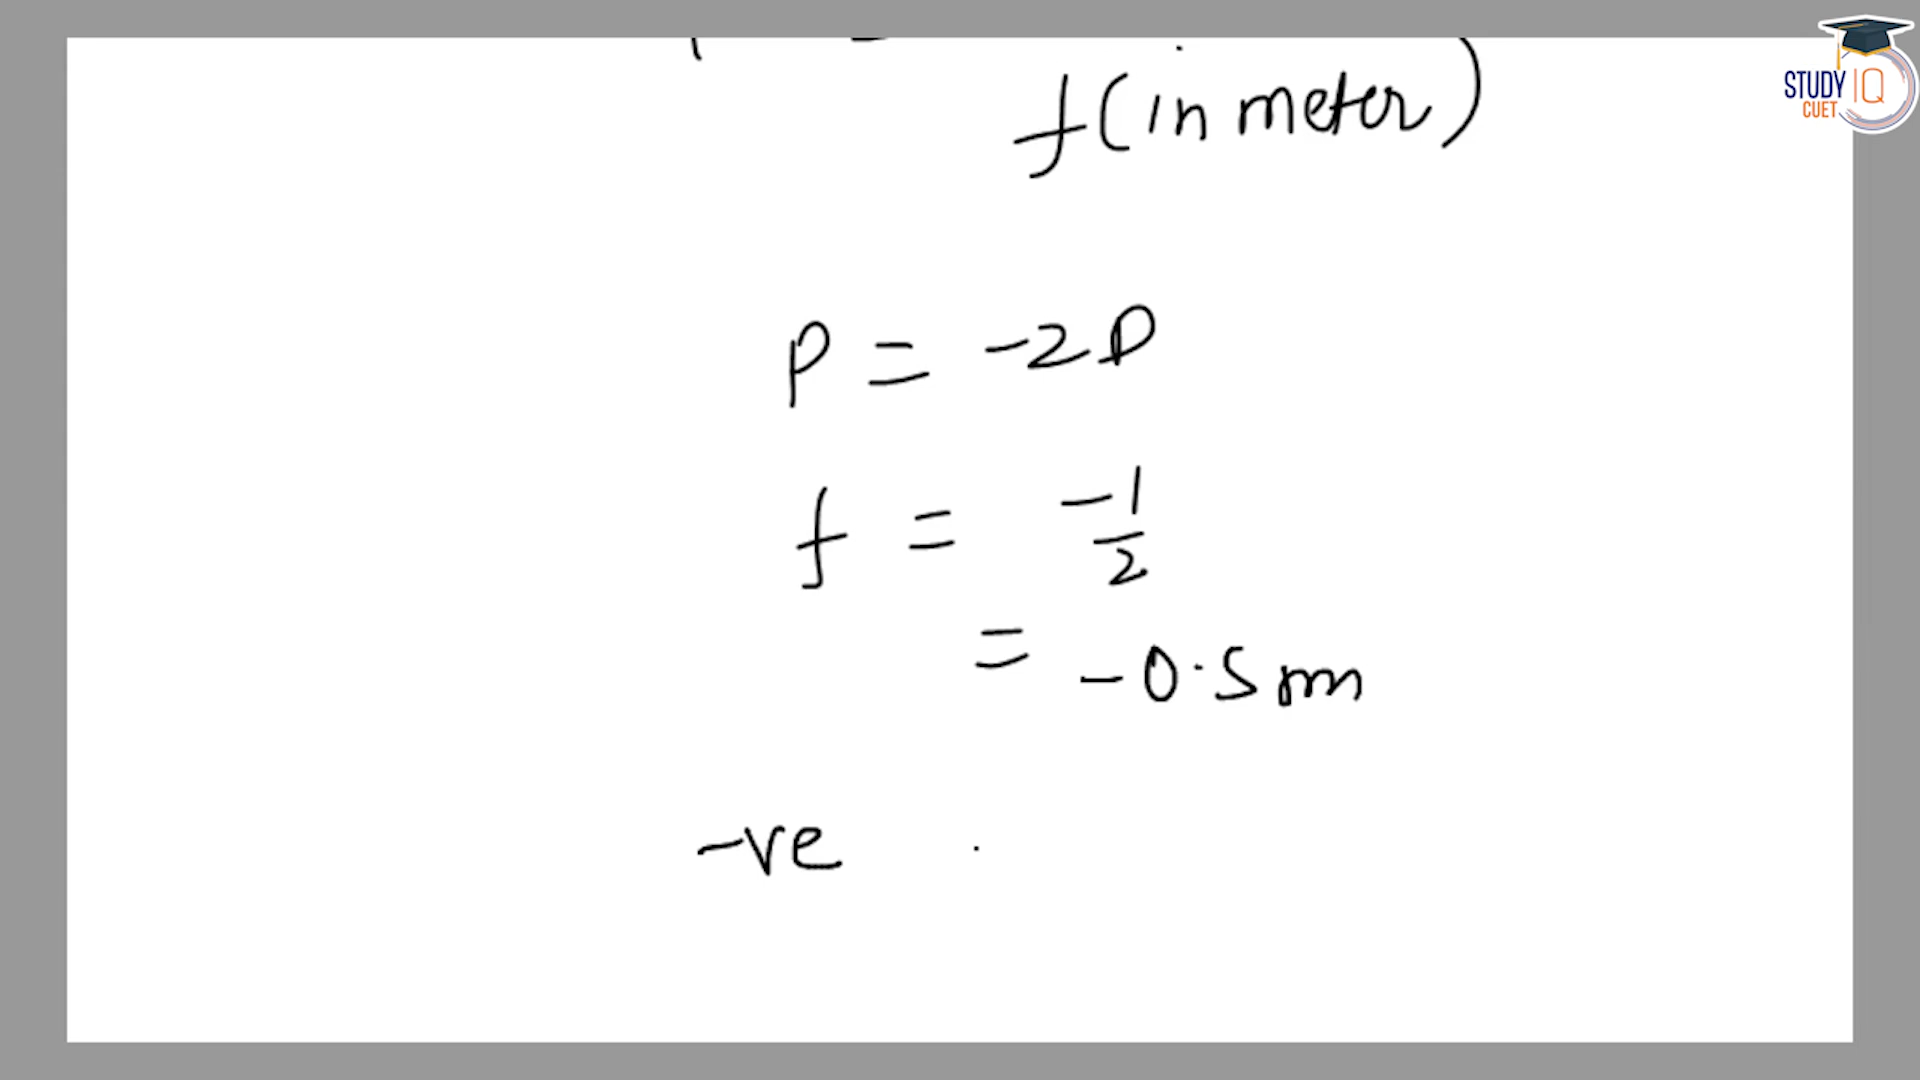 f(in meter)
P = -2D
f = -1/2
= -0.5m
-ve
STUDY IQ
CUET